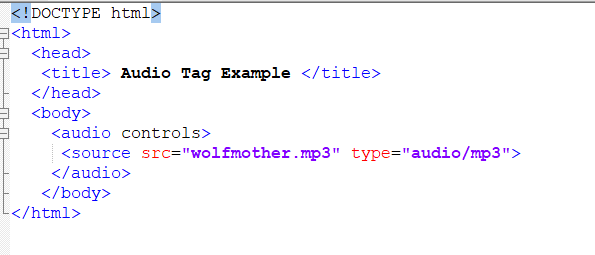 <!DOCTYPE html>
<html>
<head>
<title> Audio Tag Example </title>
</head>
<body>
<audio controls>
<source src="wolfmother.mp3" type="audio/mp3">
</audio>
</body>
</html>